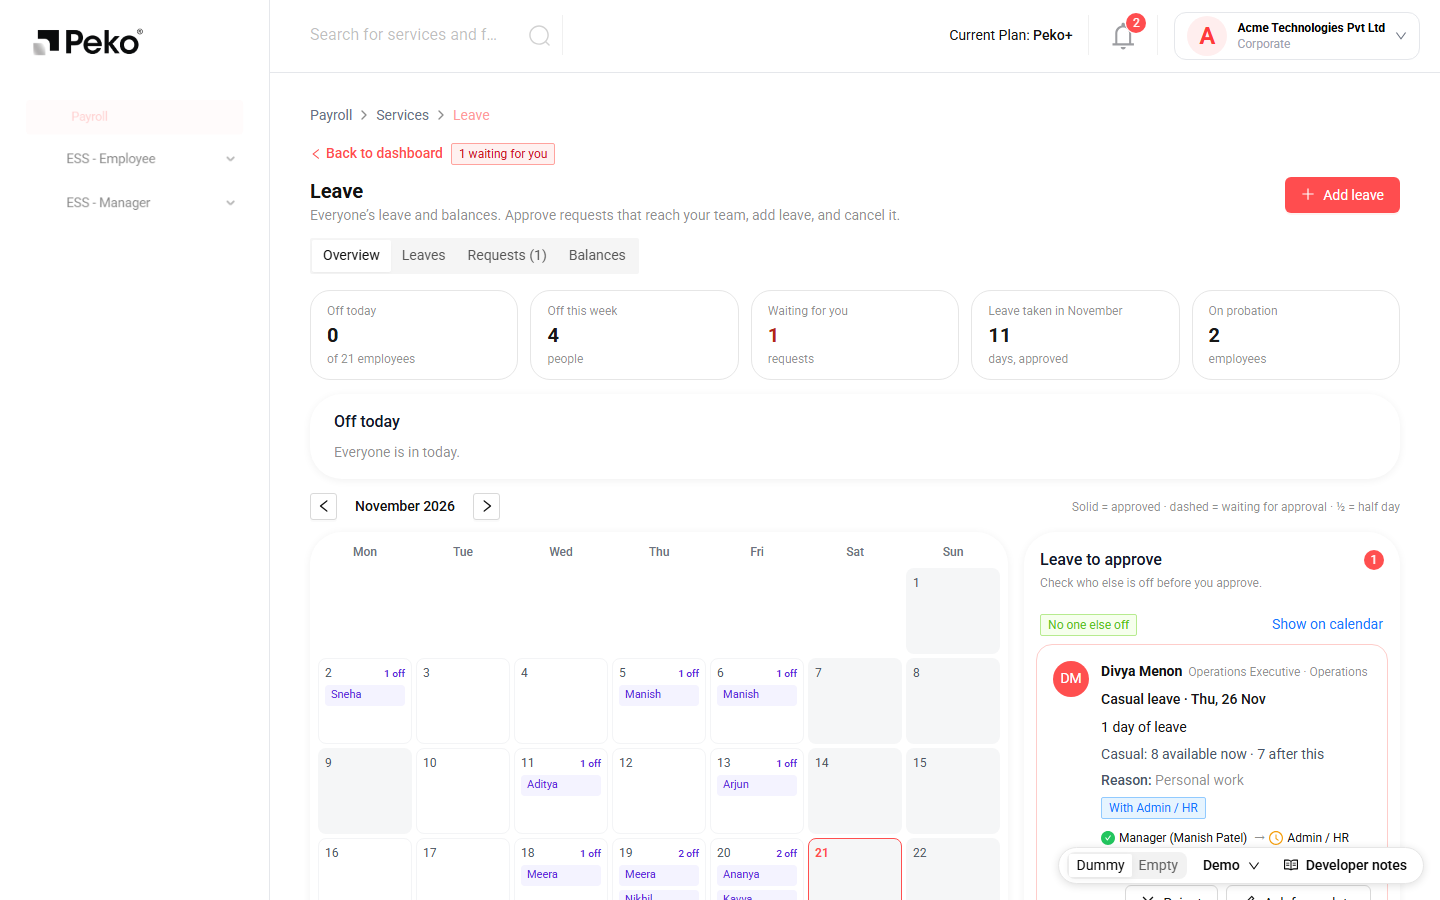 Peko®
Search for services and f...
Current Plan: Peko+
2
A
Acme Technologies Pvt Ltd
Corporate
Payroll
ESS - Employee
ESS - Manager
Payroll > Services > Leave
Back to dashboard
1 waiting for you
Leave
Everyone's leave and balances. Approve requests that reach your team, add leave, and cancel it.
+ Add leave
Overview
Leaves
Requests (1)
Balances
Off today
0
of 21 employees
Off this week
4
people
Waiting for you
1
requests
Leave taken in November
11
days, approved
On probation
2
employees
Off today
Everyone is in today.
November 2026
Solid = approved · dashed = waiting for approval · ½ = half day
Mon Tue Wed Thu Fri Sat Sun
1
2 1 off
Sneha
3
4
5 1 off
Manish
6 1 off
Manish
7
8
9
10
11 1 off
Aditya
12
13 1 off
Arjun
14
15
16
17
18 1 off
Meera
19 2 off
Meera
Nikhil
20 2 off
Ananya
Kavya
21
22
Leave to approve
1
Check who else is off before you approve.
No one else off
Show on calendar
DM
Divya Menon Operations Executive · Operations
Casual leave · Thu, 26 Nov
1 day of leave
Casual: 8 available now · 7 after this
Reason: Personal work
With Admin / HR
Manager (Manish Patel) → Admin / HR
Dummy
Empty
Demo
Developer notes